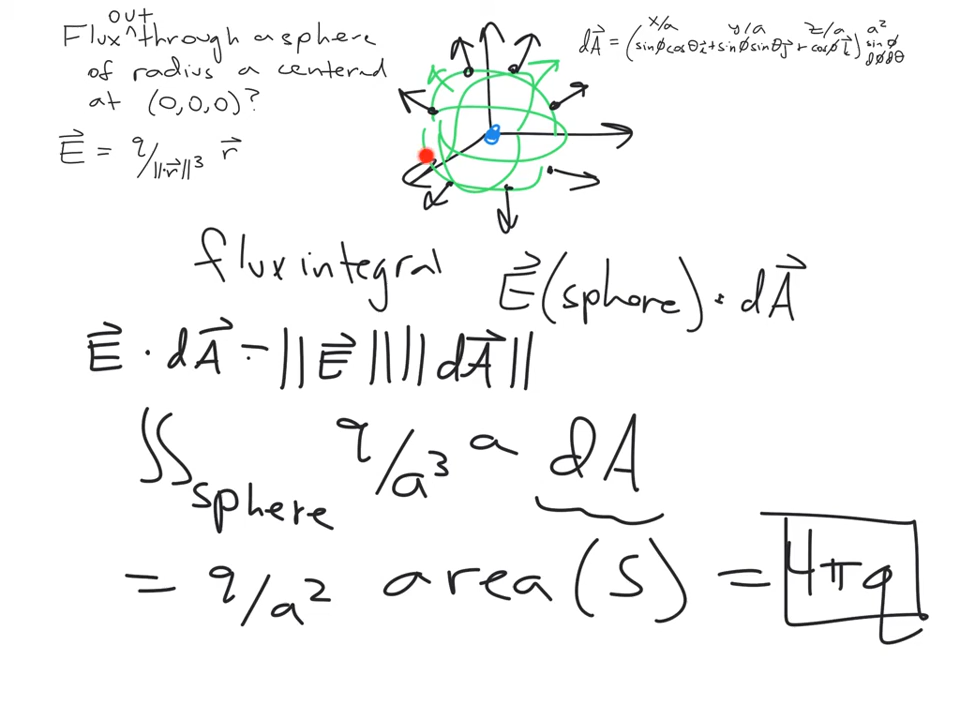 Flux out through a sphere
of radius a centered
at (0,0,0)?
E⃗ = q/||r⃗||³ r⃗
x/a y/a z/a a²
dA⃗ = (sinφcosθ i⃗ + sinφsinθ j⃗ + cosφ k⃗) sinφ dφdθ
flux integral E⃗(sphere) · dA⃗
E⃗ · dA⃗ = ||E⃗|| ||dA⃗||
∬sphere q/a³ a dA
= q/a² area(S) = 4πq